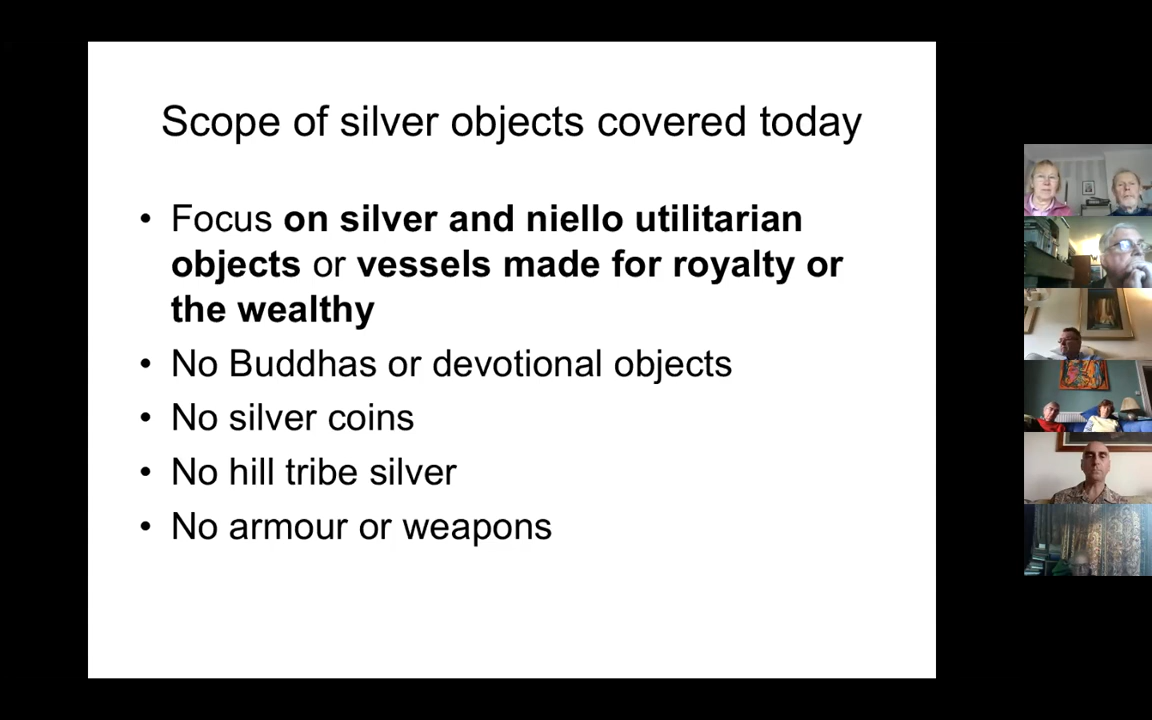 Scope of silver objects covered today
• Focus on silver and niello utilitarian
objects or vessels made for royalty or
the wealthy
• No Buddhas or devotional objects
• No silver coins
• No hill tribe silver
• No armour or weapons